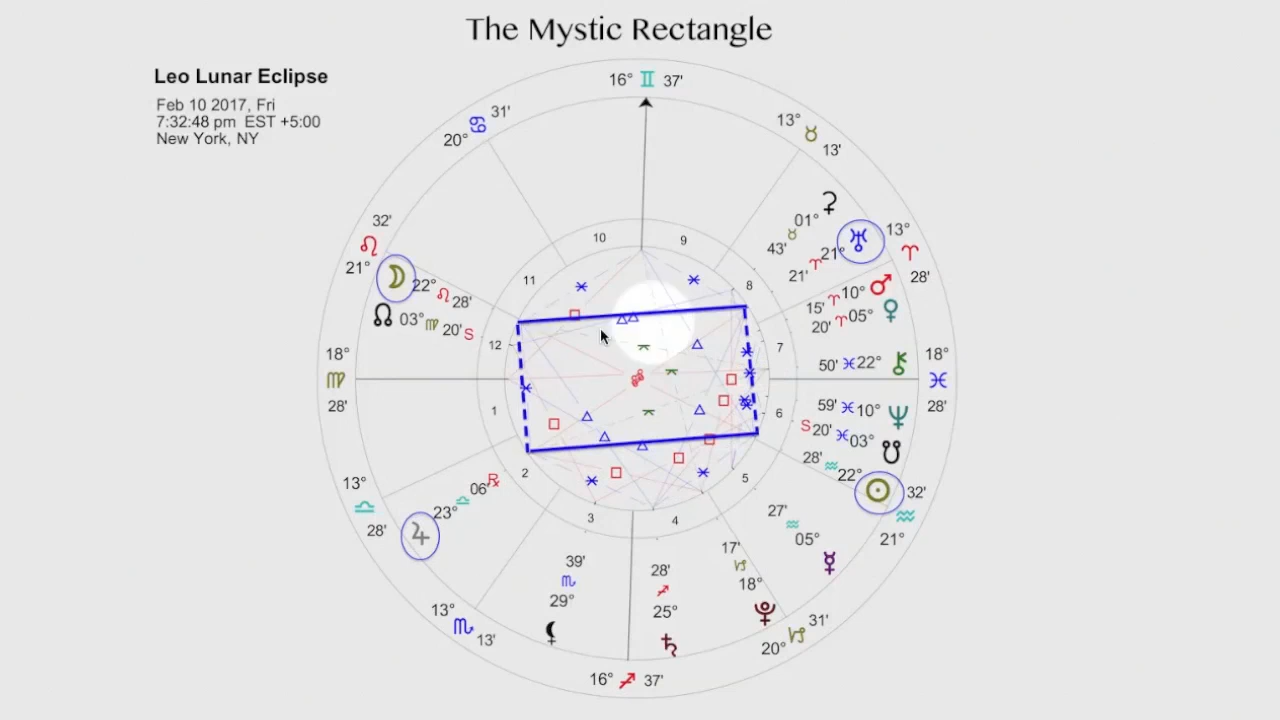 The Mystic Rectangle
Leo Lunar Eclipse
Feb 10 2017, Fri
7:32:48 pm EST +5:00
New York, NY
16° ♊ 37'
20° ♋ 31'
13° ♉ 13'
32' ♌ 21°
13° ♈ 28'
☽ 22° ♌ 28'
☊ 03° ♍ 20' S
43' ♉ 01° ⚳
21' ♈ 21° ♅
15' ♈ 10° ♂
20' ♈ 05° ♀
50' ♓ 22° ⚷
18° ♍ 28'
18° ♓ 28'
59' ♓ 10° ♆
S 20' ♓ 03° ☋
28' ♒ 22° ☉
32' ♒ 21°
10
9
11
8
12
7
1
6
2
5
3
4
13° ♎ 28'
♃ 23° ♎ 06' ℞
27' ♒ 05° ☿
39' ♏ 29° ⚸
28' ♐ 25° ♄
17' ♑ 18° ♇
13° ♏ 13'
20° ♑ 31'
16° ♐ 37'